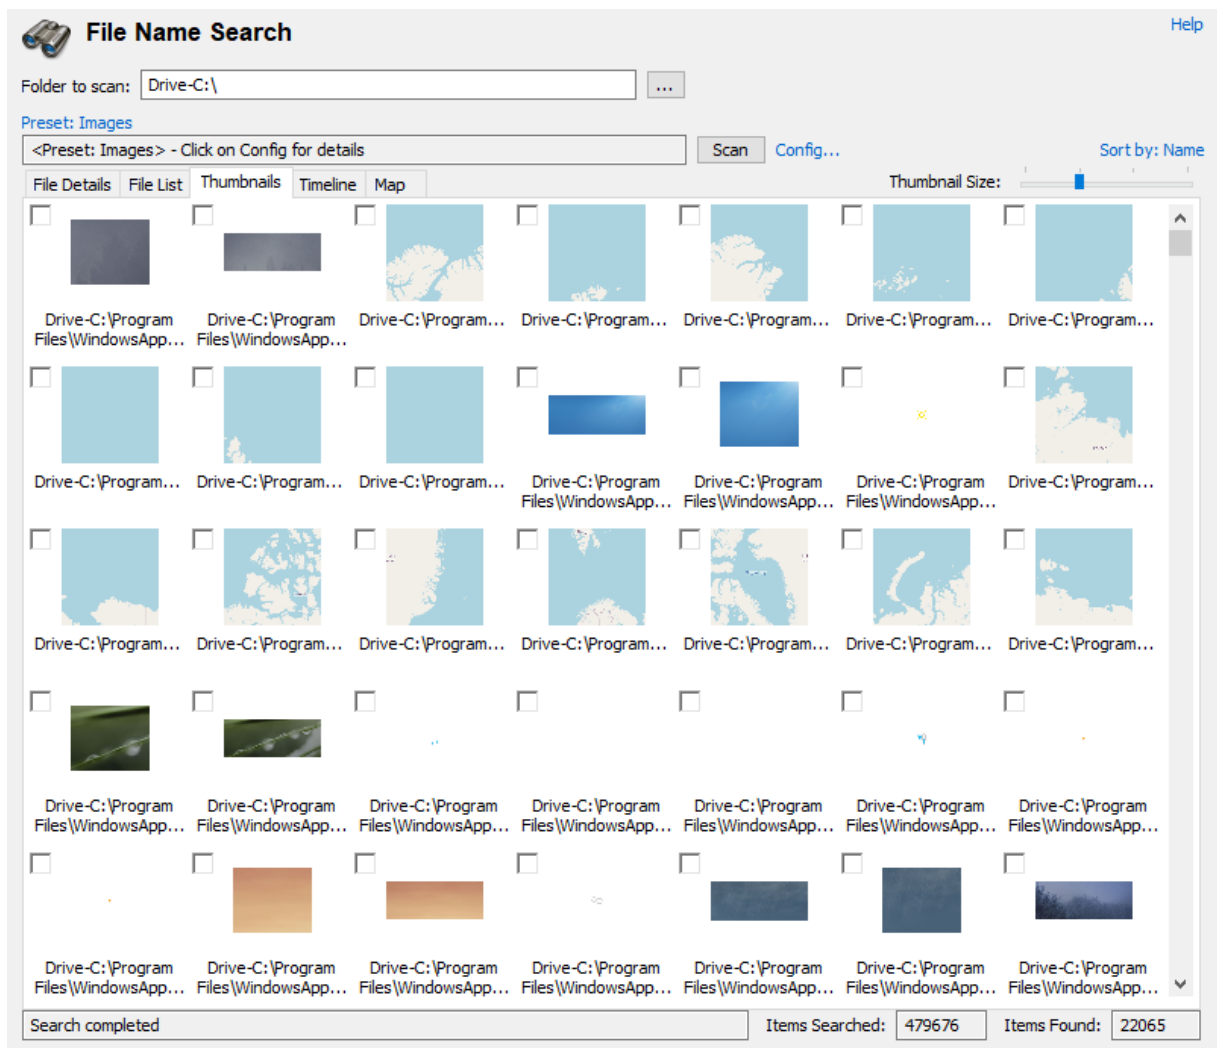 File Name Search
Help
Folder to scan:
Drive-C:\
...
Preset: Images
<Preset: Images> - Click on Config for details
Scan
Config...
Sort by: Name
File Details
File List
Thumbnails
Timeline
Map
Thumbnail Size:
Drive-C:\Program Files\WindowsApp...
Drive-C:\Program Files\WindowsApp...
Drive-C:\Program...
Drive-C:\Program...
Drive-C:\Program...
Drive-C:\Program...
Drive-C:\Program...
Drive-C:\Program...
Drive-C:\Program...
Drive-C:\Program...
Drive-C:\Program Files\WindowsApp...
Drive-C:\Program Files\WindowsApp...
Drive-C:\Program Files\WindowsApp...
Drive-C:\Program...
Drive-C:\Program...
Drive-C:\Program...
Drive-C:\Program...
Drive-C:\Program...
Drive-C:\Program...
Drive-C:\Program...
Drive-C:\Program...
Drive-C:\Program Files\WindowsApp...
Drive-C:\Program Files\WindowsApp...
Drive-C:\Program Files\WindowsApp...
Drive-C:\Program Files\WindowsApp...
Drive-C:\Program Files\WindowsApp...
Drive-C:\Program Files\WindowsApp...
Drive-C:\Program Files\WindowsApp...
Drive-C:\Program Files\WindowsApp...
Drive-C:\Program Files\WindowsApp...
Drive-C:\Program Files\WindowsApp...
Drive-C:\Program Files\WindowsApp...
Drive-C:\Program Files\WindowsApp...
Drive-C:\Program Files\WindowsApp...
Drive-C:\Program Files\WindowsApp...
Search completed
Items Searched:
479676
Items Found:
22065